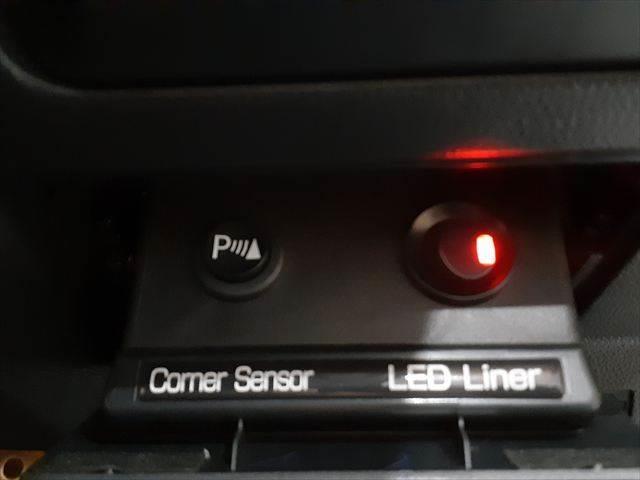 P
Corner Sensor LED Liner